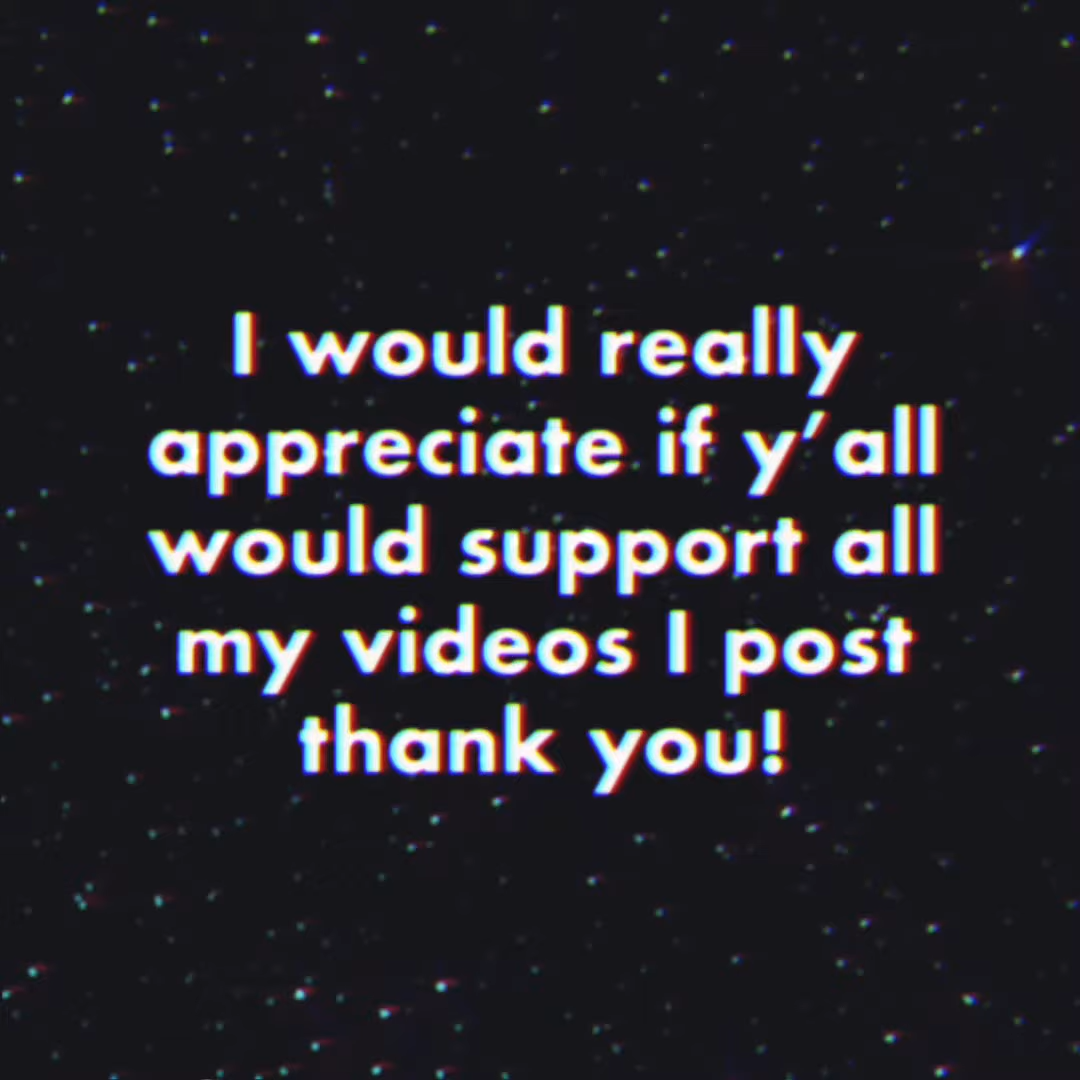 I would really
appreciate if y’all
would support all
my videos I post
thank you!